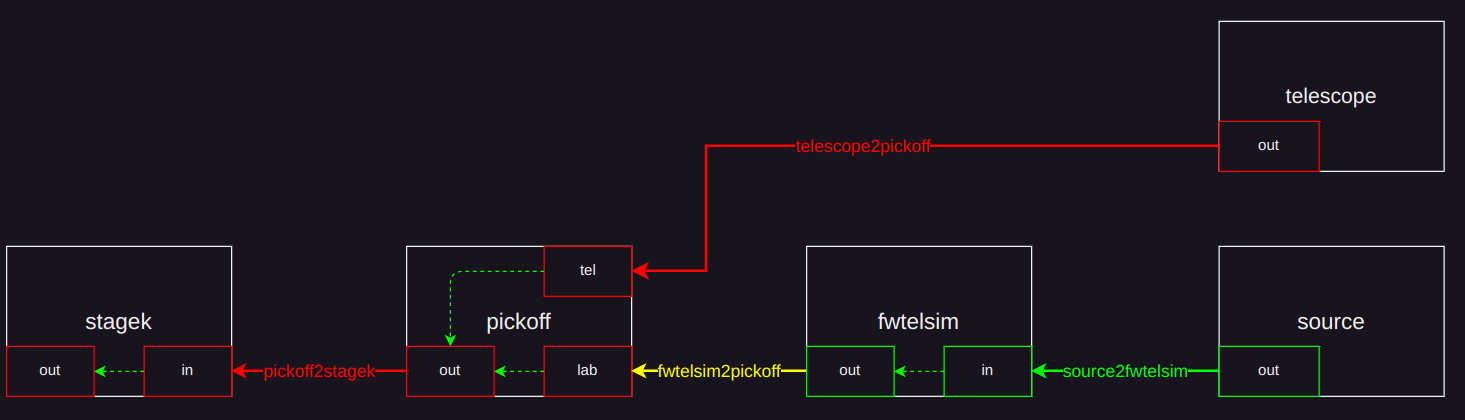 telescope
out
telescope2pickoff
tel
stagek
pickoff
fwtelsim
source
out
in
pickoff2stagek
out
lab
fwtelsim2pickoff
out
in
source2fwtelsim
out